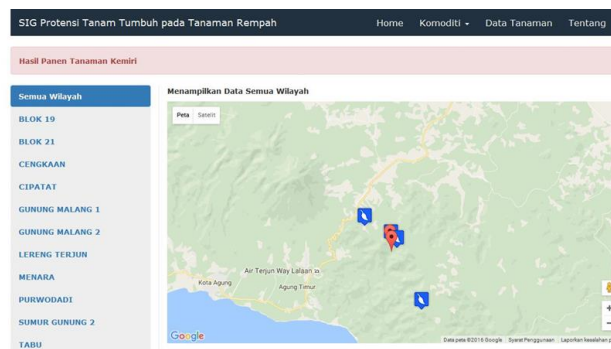 SIG Protensi Tanam Tumbuh pada Tanaman Rempah
Home Komoditi Data Tanaman Tentang
Hasil Panen Tanaman Kemiri
Semua Wilayah
BLOK 19
BLOK 21
CENGKAAN
CIPATAT
GUNUNG MALANG 1
GUNUNG MALANG 2
LERENG TERJUN
MENARA
PURWODADI
SUMUR GUNUNG 2
TABU
Menampilkan Data Semua Wilayah
Peta Satelit
Air Terjun Way Lalaan
Kota Agung
Agung Timur
Google
Data peta ©2016 Google Syarat Penggunaan Laporkan kesalahan